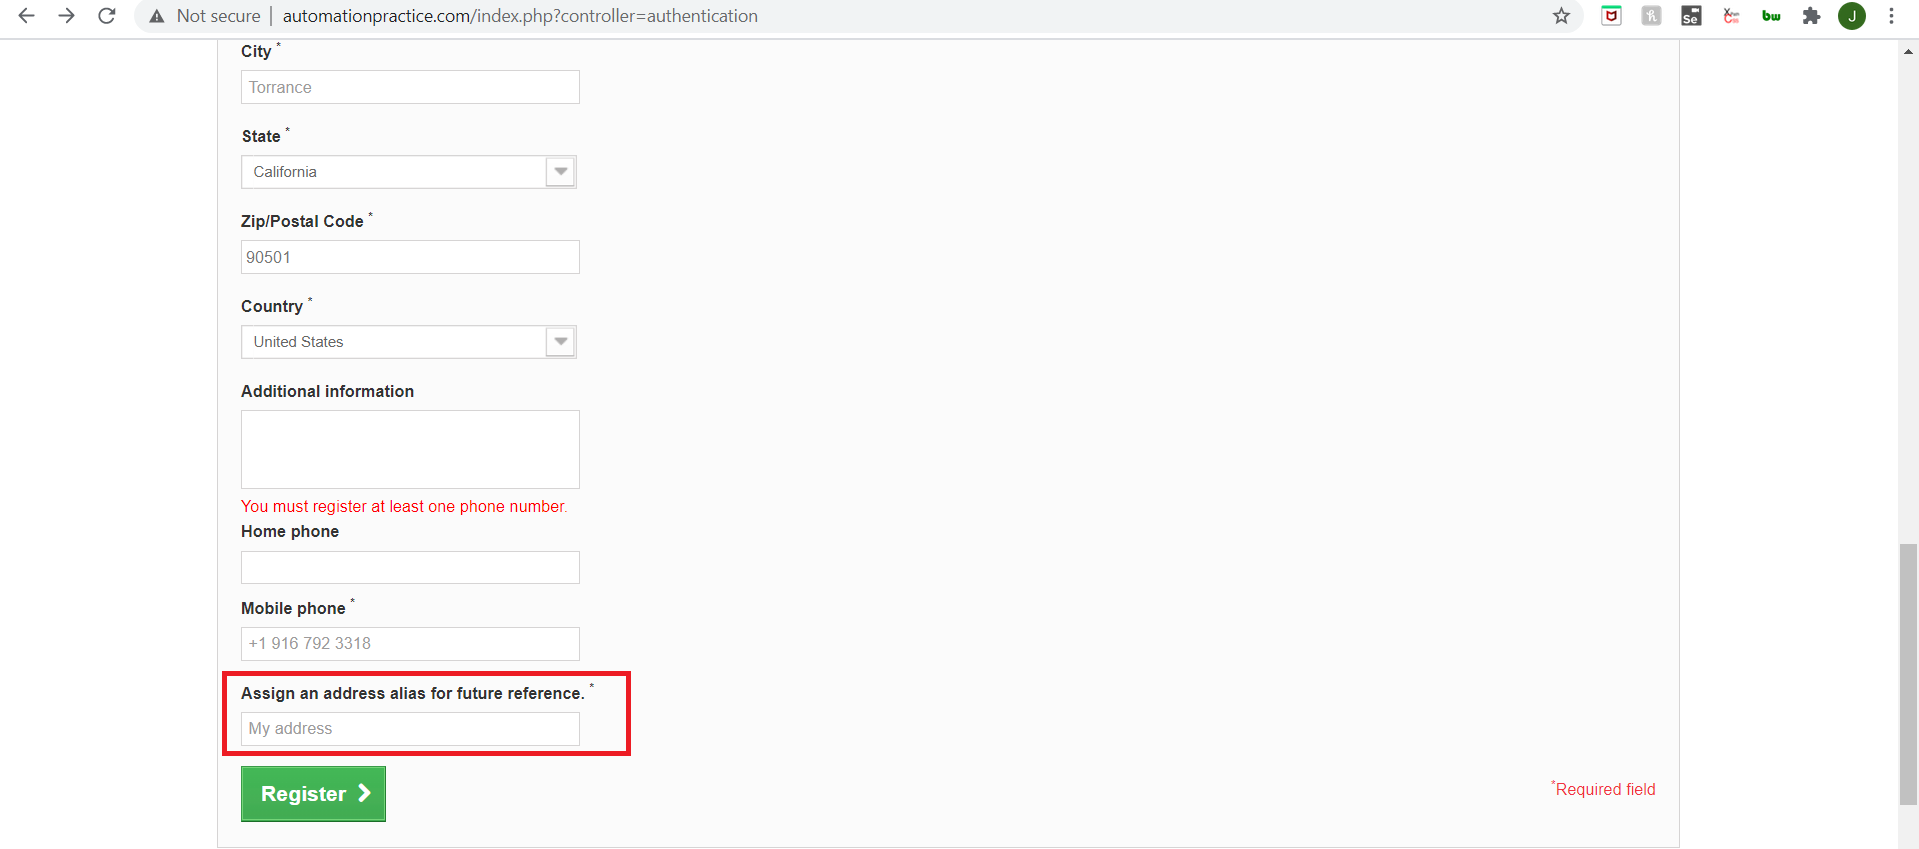 Not secure | automationpractice.com/index.php?controller=authentication
Se
bw
J
City *
Torrance
State *
California
Zip/Postal Code *
90501
Country *
United States
Additional information
You must register at least one phone number.
Home phone
Mobile phone *
+1 916 792 3318
Assign an address alias for future reference. *
My address
Register
*Required field